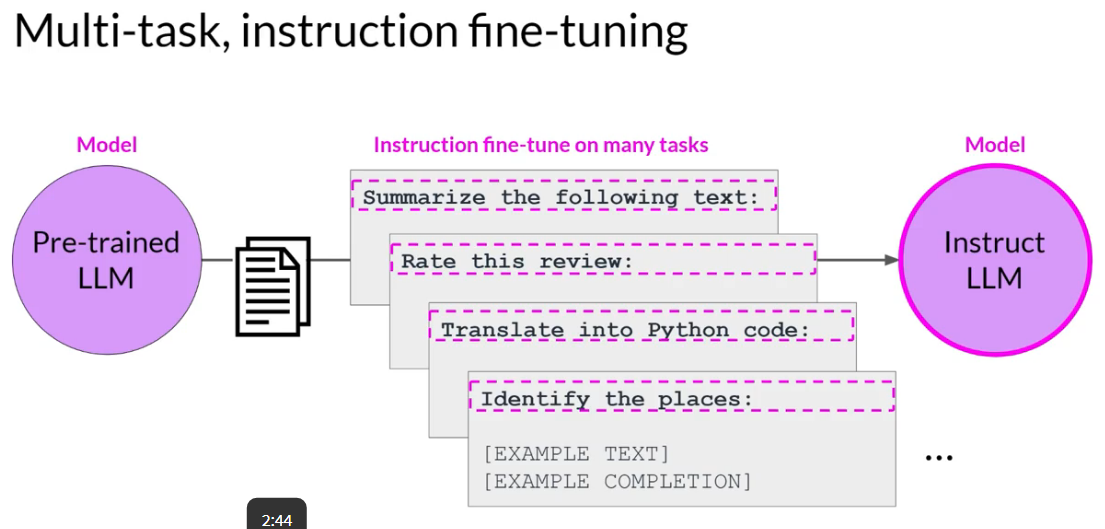 Multi-task, instruction fine-tuning
Model
Instruction fine-tune on many tasks
Model
Pre-trained
LLM
Summarize the following text:
Rate this review:
Translate into Python code:
Identify the places:
[EXAMPLE TEXT]
[EXAMPLE COMPLETION]
...
Instruct
LLM
2:44